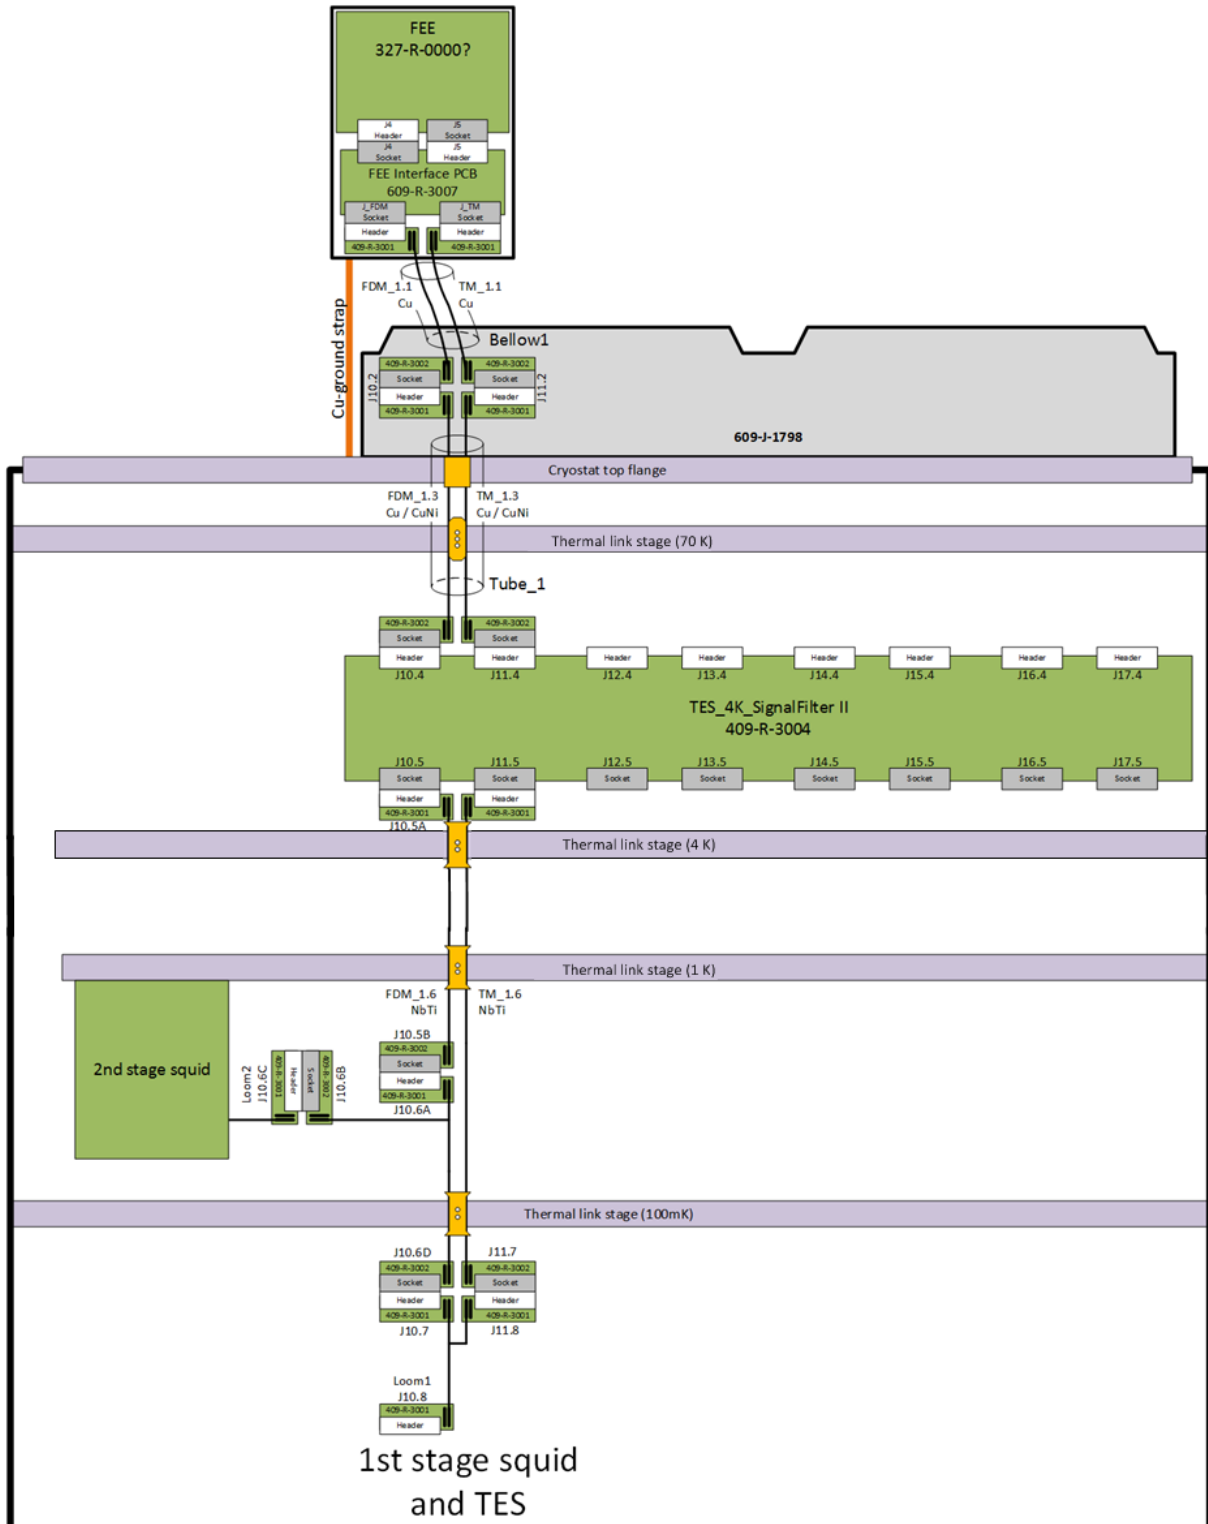 FEE
327-R-0000?
J4
Header
J5
Socket
J4
Socket
J5
Header
FEE Interface PCB
609-R-3007
J_FDM
Socket
J_TM
Socket
Header
Header
409-R-3001
409-R-3001
FDM_1.1
Cu
TM_1.1
Cu
Cu-ground strap
Bellow1
409-R-3002
409-R-3002
Socket
Socket
J10.2
J11.2
Header
Header
409-R-3001
409-R-3001
609-J-1798
Cryostat top flange
FDM_1.3
Cu / CuNi
TM_1.3
Cu / CuNi
Thermal link stage (70 K)
Tube_1
409-R-3002
409-R-3002
Socket
Socket
Header
Header
Header
Header
Header
Header
Header
Header
J10.4
J11.4
J12.4
J13.4
J14.4
J15.4
J16.4
J17.4
TES_4K_SignalFilter II
409-R-3004
J10.5
J11.5
J12.5
J13.5
J14.5
J15.5
J16.5
J17.5
Socket
Socket
Socket
Socket
Socket
Socket
Socket
Socket
Header
Header
409-R-3001
409-R-3001
J10.5A
Thermal link stage (4 K)
Thermal link stage (1 K)
FDM_1.6
NbTi
TM_1.6
NbTi
2nd stage squid
Loom2
J10.6C
409-R-3001
Header
Socket
409-R-3002
J10.6B
J10.5B
409-R-3002
Socket
Header
409-R-3001
J10.6A
Thermal link stage (100mK)
J10.6D
J11.7
409-R-3002
409-R-3002
Socket
Socket
Header
Header
409-R-3001
409-R-3001
J10.7
J11.8
Loom1
J10.8
409-R-3001
Header
1st stage squid
and TES